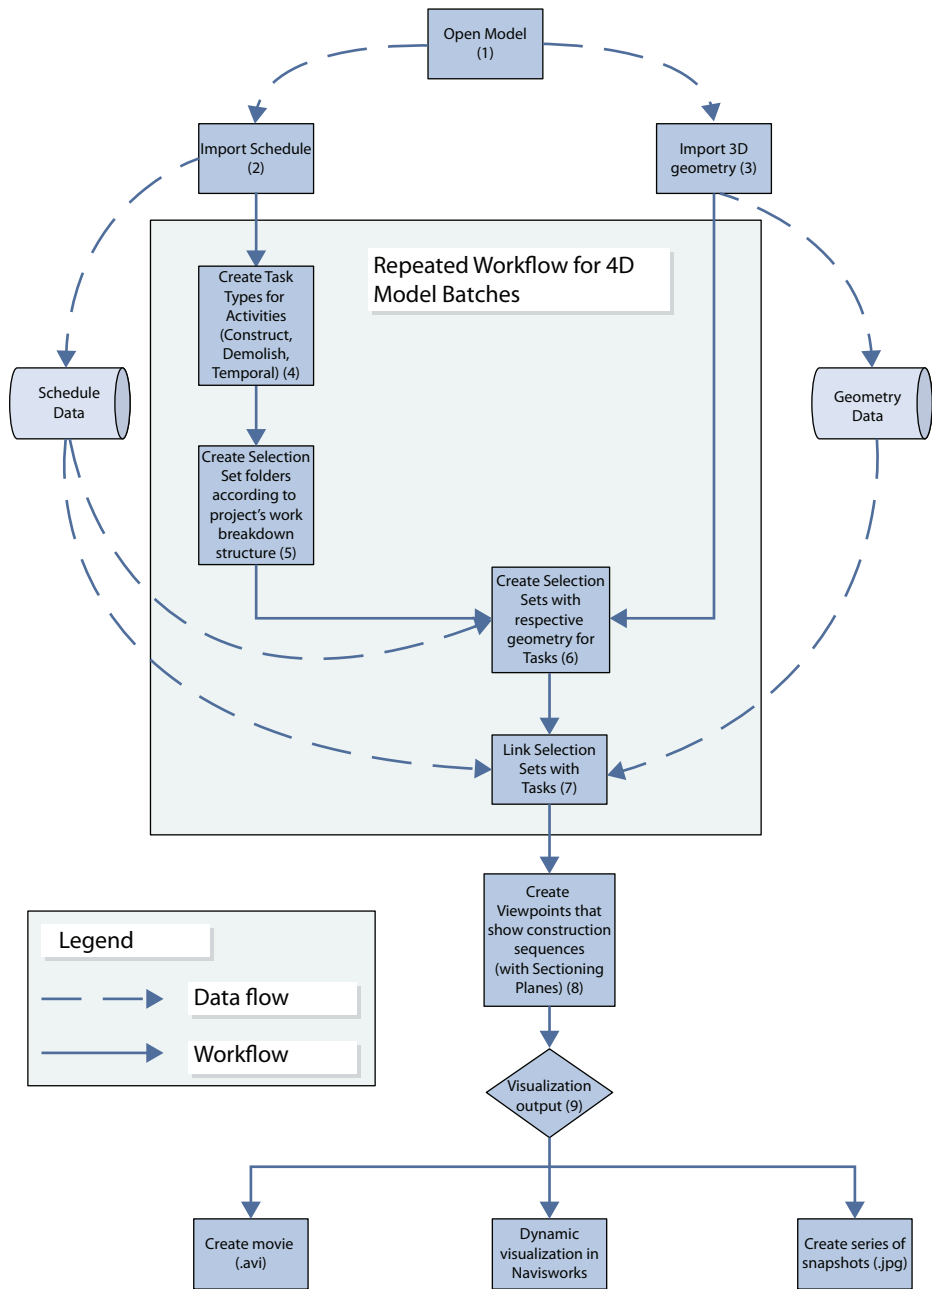 Open Model
(1)
Import Schedule
(2)
Import 3D
geometry (3)
Repeated Workflow for 4D
Model Batches
Create Task
Types for
Activities
(Construct,
Demolish,
Temporal) (4)
Schedule
Data
Geometry
Data
Create Selection
Set folders
according to
project's work
breakdown
structure (5)
Create Selection
Sets with
respective
geometry for
Tasks (6)
Link Selection
Sets with
Tasks (7)
Create
Viewpoints that
show construction
sequences
(with Sectioning
Planes) (8)
Legend
Data flow
Workflow
Visualization
output (9)
Create movie
(.avi)
Dynamic
visualization in
Navisworks
Create series of
snapshots (.jpg)